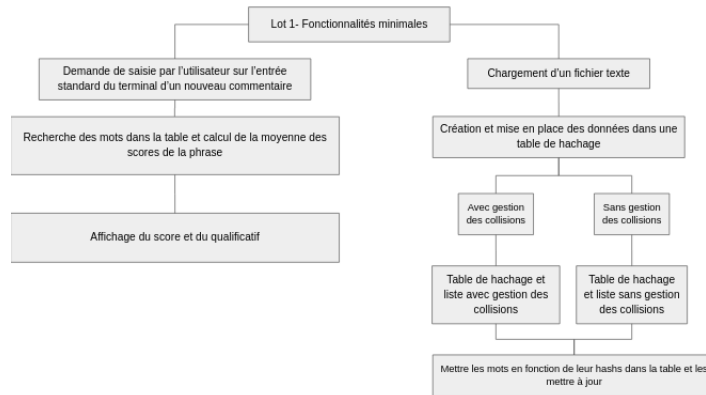 Lot 1- Fonctionnalités minimales
Demande de saisie par l'utilisateur sur l'entrée
standard du terminal d'un nouveau commentaire
Recherche des mots dans la table et calcul de la moyenne des
scores de la phrase
Affichage du score et du qualificatif
Chargement d'un fichier texte
Création et mise en place des données dans une
table de hachage
Avec gestion
des collisions
Sans gestion
des collisions
Table de hachage et
liste avec gestion des
collisions
Table de hachage
et liste sans gestion
des collisions
Mettre les mots en fonction de leur hashs dans la table et les
mettre à jour